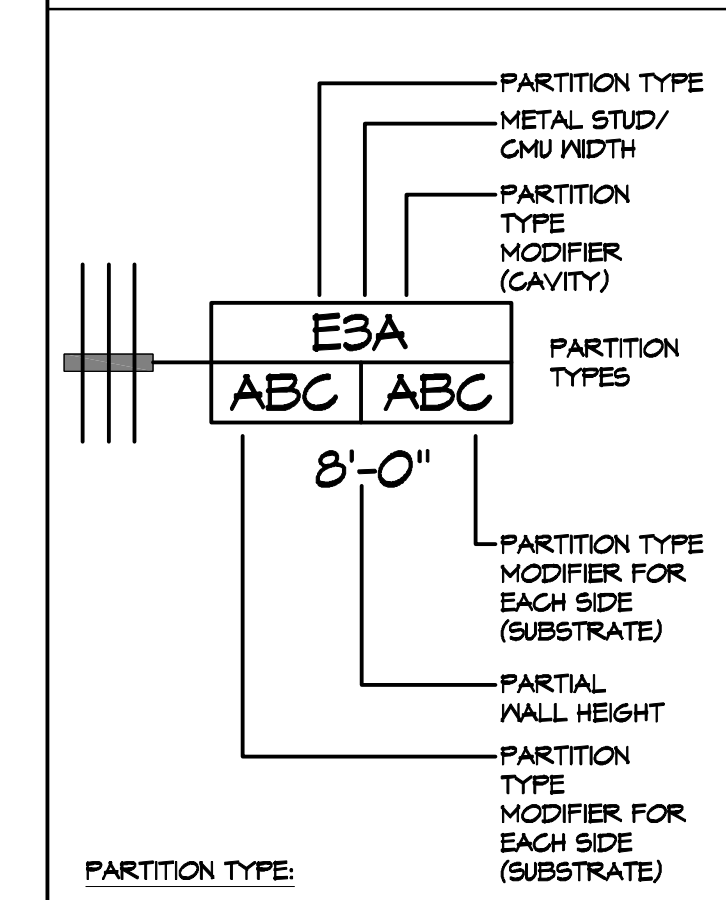 PARTITION TYPE
METAL STUD/
CMU WIDTH
PARTITION
TYPE
MODIFIER
(CAVITY)
E3A
PARTITION
TYPES
ABC ABC
8'-0"
PARTITION TYPE
MODIFIER FOR
EACH SIDE
(SUBSTRATE)
PARTIAL
WALL HEIGHT
PARTITION
TYPE
MODIFIER FOR
EACH SIDE
(SUBSTRATE)
PARTITION TYPE: